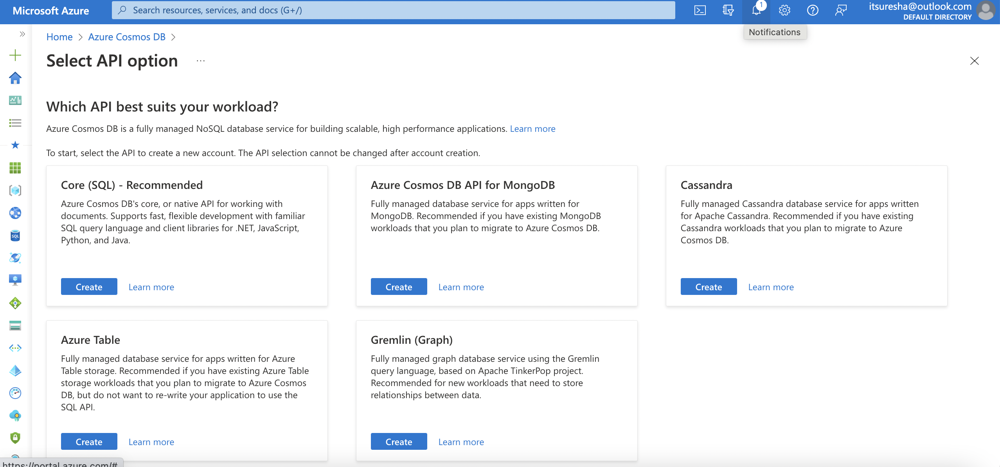 Microsoft Azure
Search resources, services, and docs (G+/)
1
itsuresha@outlook.com
DEFAULT DIRECTORY
Notifications
Home > Azure Cosmos DB >
Select API option ...
Which API best suits your workload?
Azure Cosmos DB is a fully managed NoSQL database service for building scalable, high performance applications. Learn more
To start, select the API to create a new account. The API selection cannot be changed after account creation.
Core (SQL) - Recommended
Azure Cosmos DB's core, or native API for working with
documents. Supports fast, flexible development with familiar
SQL query language and client libraries for .NET, JavaScript,
Python, and Java.
Create Learn more
Azure Cosmos DB API for MongoDB
Fully managed database service for apps written for
MongoDB. Recommended if you have existing MongoDB
workloads that you plan to migrate to Azure Cosmos DB.
Create Learn more
Cassandra
Fully managed Cassandra database service for apps written
for Apache Cassandra. Recommended if you have existing
Cassandra workloads that you plan to migrate to Azure
Cosmos DB.
Create Learn more
Azure Table
Fully managed database service for apps written for Azure
Table storage. Recommended if you have existing Azure Table
storage workloads that you plan to migrate to Azure Cosmos
DB, but do not want to re-write your application to use the
SQL API.
Create Learn more
Gremlin (Graph)
Fully managed graph database service using the Gremlin
query language, based on Apache TinkerPop project.
Recommended for new workloads that need to store
relationships between data.
Create Learn more
SQL
https://portal.azure.com/#